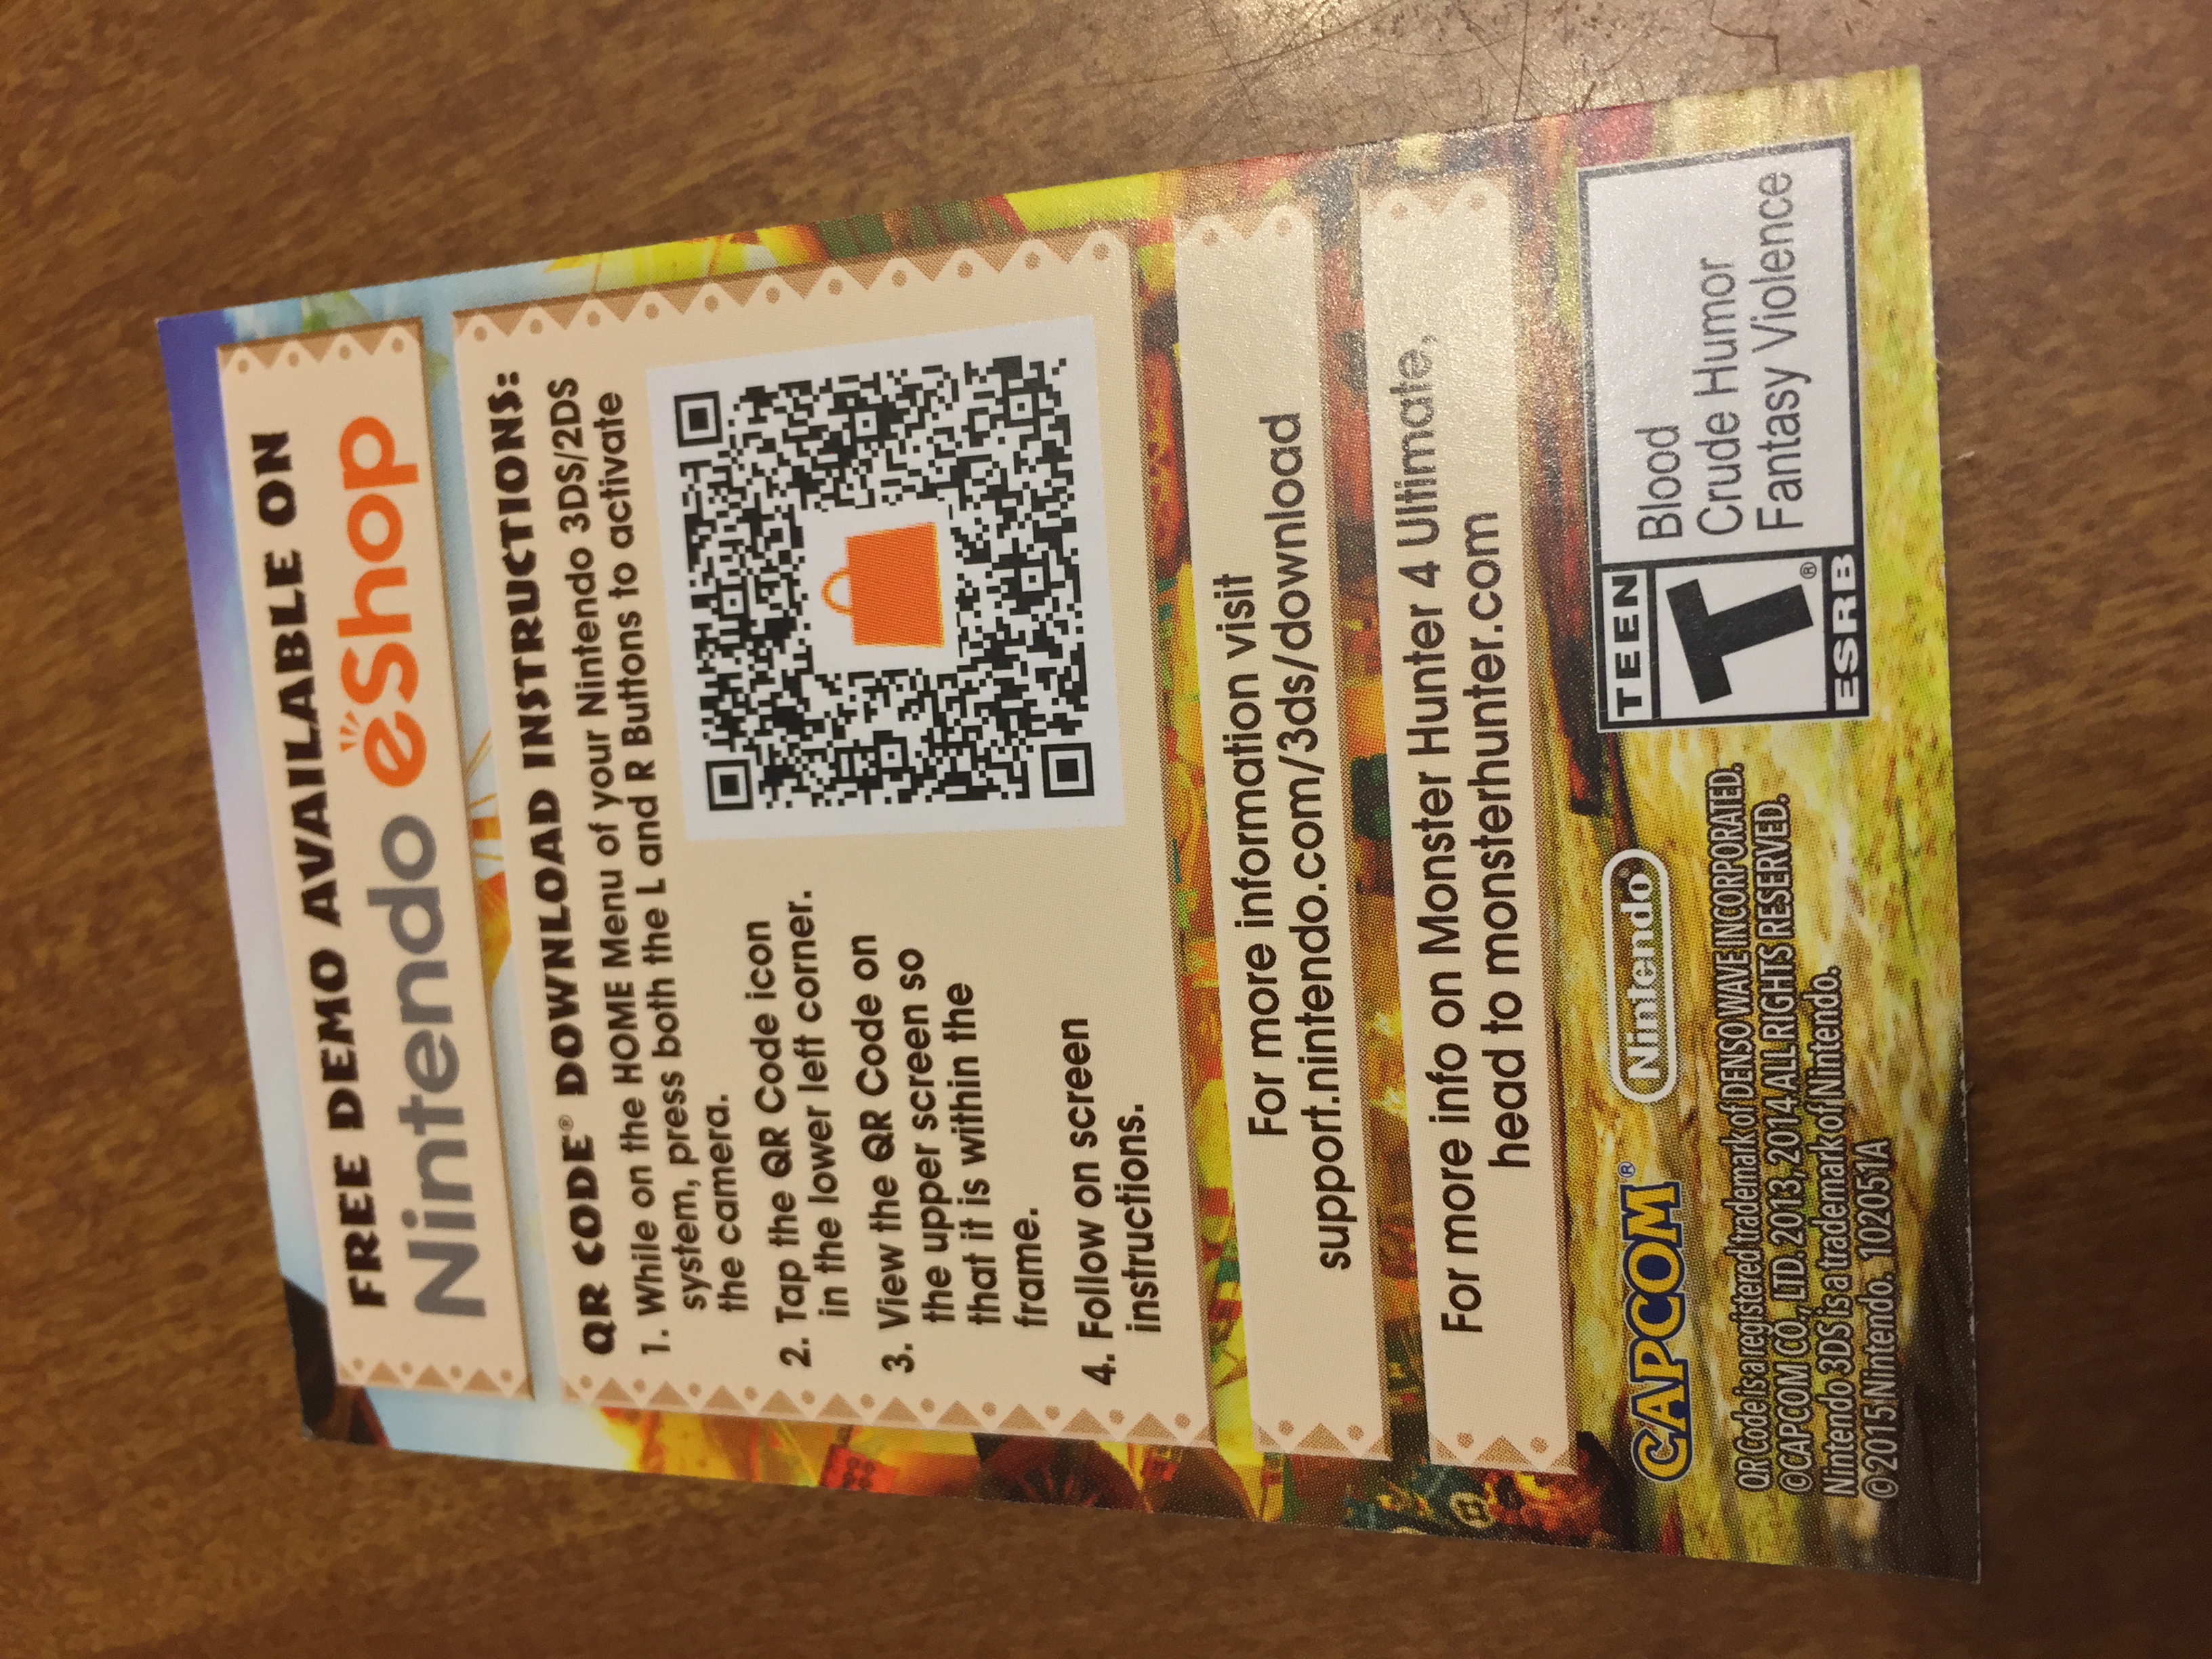 FREE DEMO AVAILABLE ON
Nintendo eShop
QR CODE® DOWNLOAD INSTRUCTIONS:
1. While on the HOME Menu of your Nintendo 3DS/2DS
system, press both the L and R Buttons to activate
the camera.
2. Tap the QR Code icon
in the lower left corner.
3. View the QR Code on
the upper screen so
that it is within the
frame.
4. Follow on screen
instructions.
For more information visit
support.nintendo.com/3ds/download
For more info on Monster Hunter 4 Ultimate,
head to monsterhunter.com
CAPCOM®
Nintendo®
QR Code is a registered trademark of DENSO WAVE INCORPORATED.
©CAPCOM CO., LTD. 2013, 2014 ALL RIGHTS RESERVED.
Nintendo 3DS is a trademark of Nintendo.
© 2015 Nintendo. 102051A
TEEN
T®
ESRB
Blood
Crude Humor
Fantasy Violence